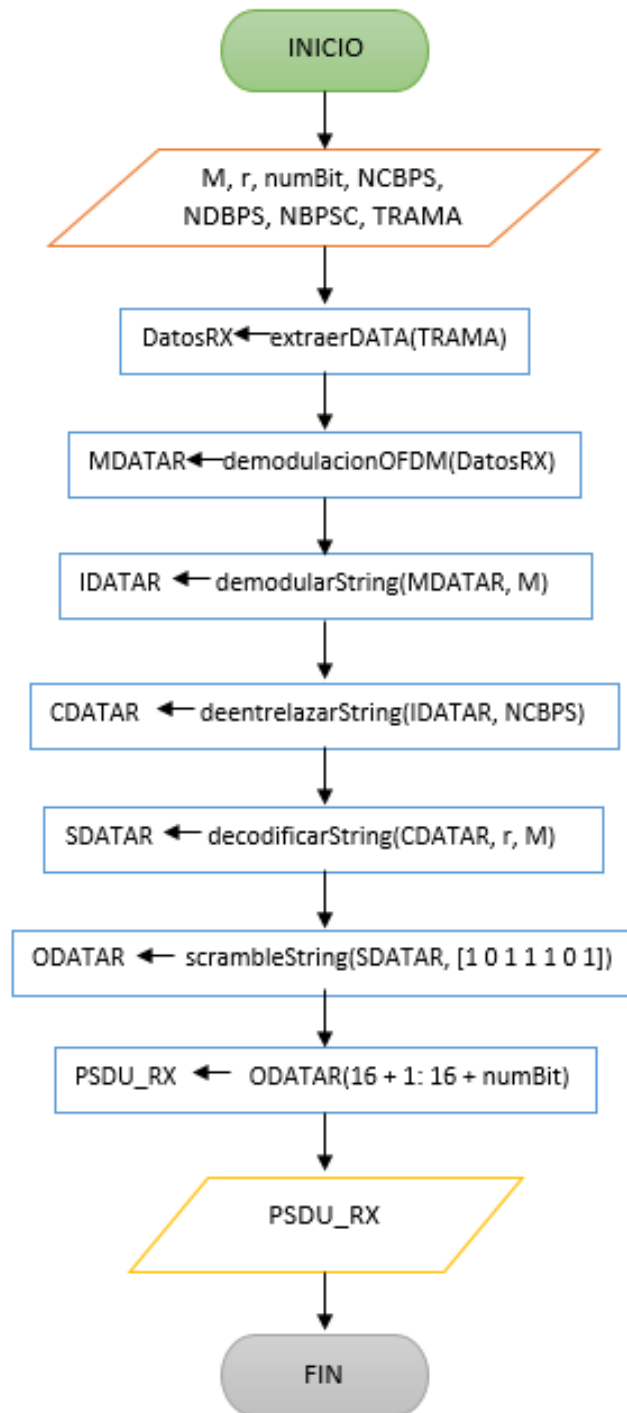 INICIO
M, r, numBit, NCBPS,
NDBPS, NBPSC, TRAMA
DatosRX←extraerDATA(TRAMA)
MDATAR←demodulacionOFDM(DatosRX)
IDATAR ← demodularString(MDATAR, M)
CDATAR ← deentrelazarString(IDATAR, NCBPS)
SDATAR ← decodificarString(CDATAR, r, M)
ODATAR ← scrambleString(SDATAR, [1 0 1 1 1 0 1])
PSDU_RX ← ODATAR(16 + 1: 16 + numBit)
PSDU_RX
FIN